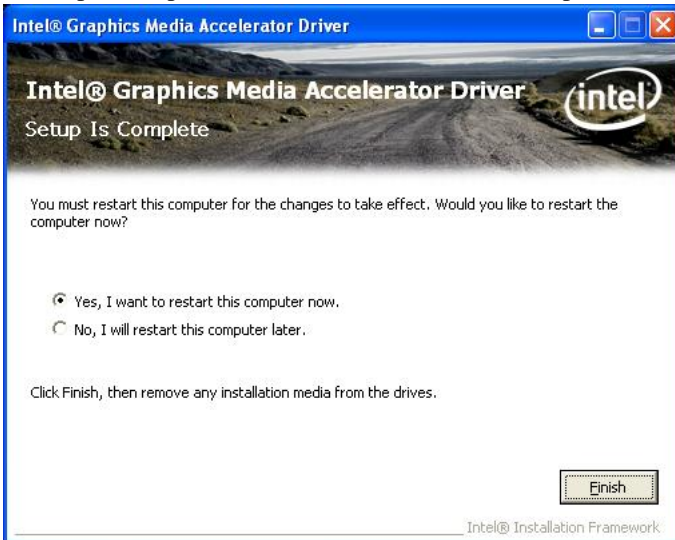 Intel® Graphics Media Accelerator Driver
Intel® Graphics Media Accelerator Driver
intel
Setup Is Complete
You must restart this computer for the changes to take effect. Would you like to restart the
computer now?
Yes, I want to restart this computer now.
No, I will restart this computer later.
Click Finish, then remove any installation media from the drives.
Finish
Intel® Installation Framework